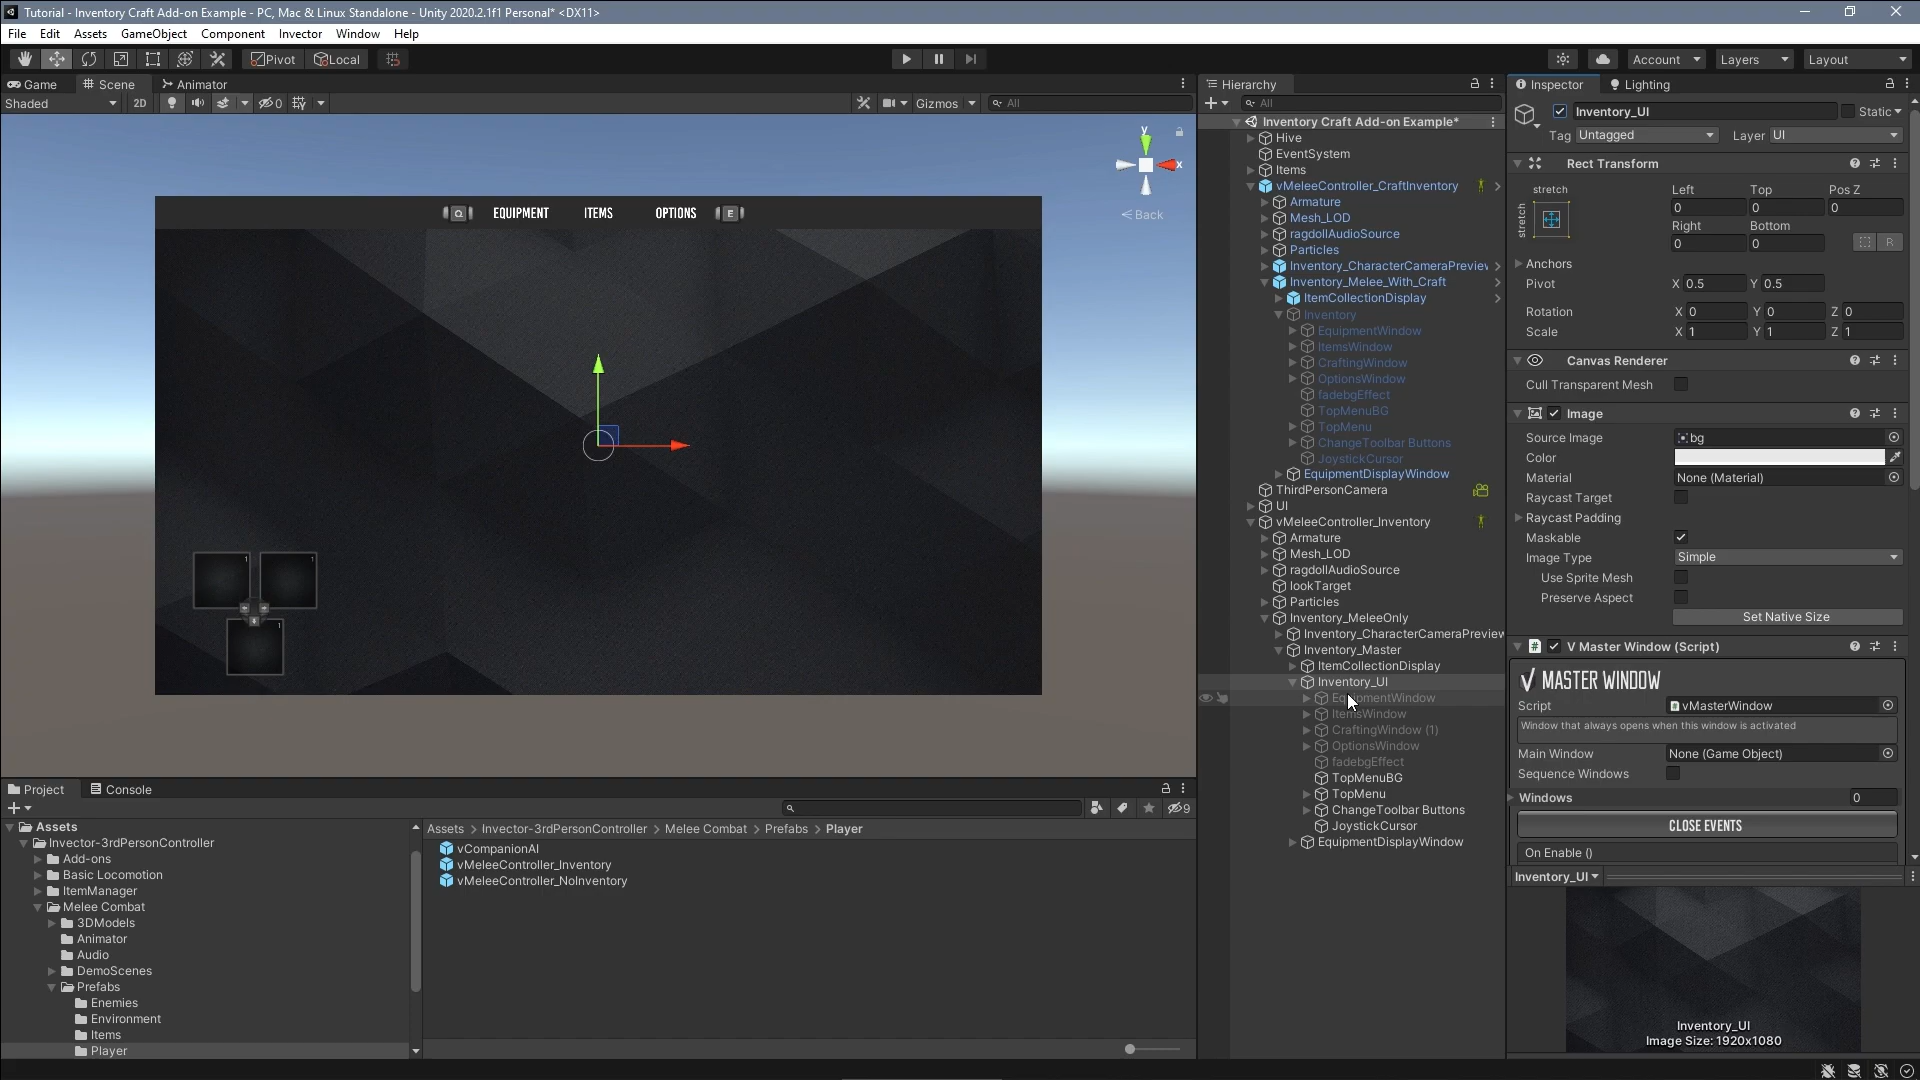 Tutorial - Inventory Craft Add-on Example - PC, Mac & Linux Standalone - Unity 2020.2.1f1 Personal* <DX11>
File Edit Assets GameObject Component Invector Window Help
Pivot Local
Account Layers Layout
Game Scene Animator
Shaded 2D 0 Gizmos All
Q EQUIPMENT ITEMS OPTIONS E
y
x
Back
1 1
1
Hierarchy
All
Inventory Craft Add-on Example*
Hive
EventSystem
Items
vMeleeController_CraftInventory
Armature
Mesh_LOD
ragdollAudioSource
Particles
Inventory_CharacterCameraPreview
Inventory_Melee_With_Craft
ItemCollectionDisplay
Inventory
EquipmentWindow
ItemsWindow
CraftingWindow
OptionsWindow
fadebgEffect
TopMenuBG
TopMenu
ChangeToolbar Buttons
JoystickCursor
EquipmentDisplayWindow
ThirdPersonCamera
UI
vMeleeController_Inventory
Armature
Mesh_LOD
ragdollAudioSource
lookTarget
Particles
Inventory_MeleeOnly
Inventory_CharacterCameraPreview
Inventory_Master
ItemCollectionDisplay
Inventory_UI
EquipmentWindow
ItemsWindow
CraftingWindow (1)
OptionsWindow
fadebgEffect
TopMenuBG
TopMenu
ChangeToolbar Buttons
JoystickCursor
EquipmentDisplayWindow
Inspector Lighting
Inventory_UI Static
Tag Untagged Layer UI
Rect Transform
stretch
stretch
Left Top Pos Z
0 0 0
Right Bottom
0 0 R
Anchors
Pivot X 0.5 Y 0.5
Rotation X 0 Y 0 Z 0
Scale X 1 Y 1 Z 1
Canvas Renderer
Cull Transparent Mesh
Image
Source Image bg
Color
Material None (Material)
Raycast Target
Raycast Padding
Maskable
Image Type Simple
Use Sprite Mesh
Preserve Aspect
Set Native Size
V Master Window (Script)
MASTER WINDOW
Script vMasterWindow
Window that always opens when this window is activated
Main Window None (Game Object)
Sequence Windows
Windows 0
CLOSE EVENTS
On Enable ()
Inventory_UI
Inventory_UI
Image Size: 1920x1080
Project Console
9
Assets
Invector-3rdPersonController
Add-ons
Basic Locomotion
ItemManager
Melee Combat
3DModels
Animator
Audio
DemoScenes
Prefabs
Enemies
Environment
Items
Player
Assets > Invector-3rdPersonController > Melee Combat > Prefabs > Player
vCompanionAI
vMeleeController_Inventory
vMeleeController_NoInventory